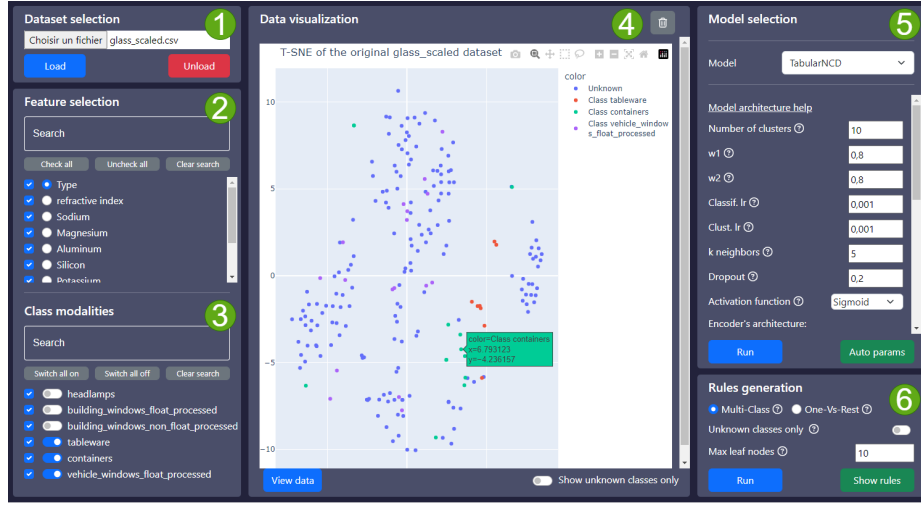 Dataset selection
1
Choisir un fichier glass_scaled.csv
Load Unload
Feature selection
2
Search
Check all Uncheck all Clear search
Type
refractive index
Sodium
Magnesium
Aluminum
Silicon
Potassium
Class modalities
3
Search
Switch all on Switch all off Clear search
headlamps
building_windows_float_processed
building_windows_non_float_processed
tableware
containers
vehicle_windows_float_processed
Data visualization
4
T-SNE of the original glass_scaled dataset
color
Unknown
Class tableware
Class containers
Class vehicle_window
s_float_processed
10
5
0
−5
−10
color=Class containers
x=6.793123
y=−4.236157
View data
Show unknown classes only
Model selection
5
Model TabularNCD
Model architecture help
Number of clusters ? 10
w1 ? 0,8
w2 ? 0,8
Classif. lr ? 0,001
Clust. lr ? 0,001
k neighbors ? 5
Dropout ? 0,2
Activation function ? Sigmoid
Encoder's architecture:
Run Auto params
Rules generation
6
Multi-Class ? One-Vs-Rest ?
Unknown classes only ?
Max leaf nodes ? 10
Run Show rules